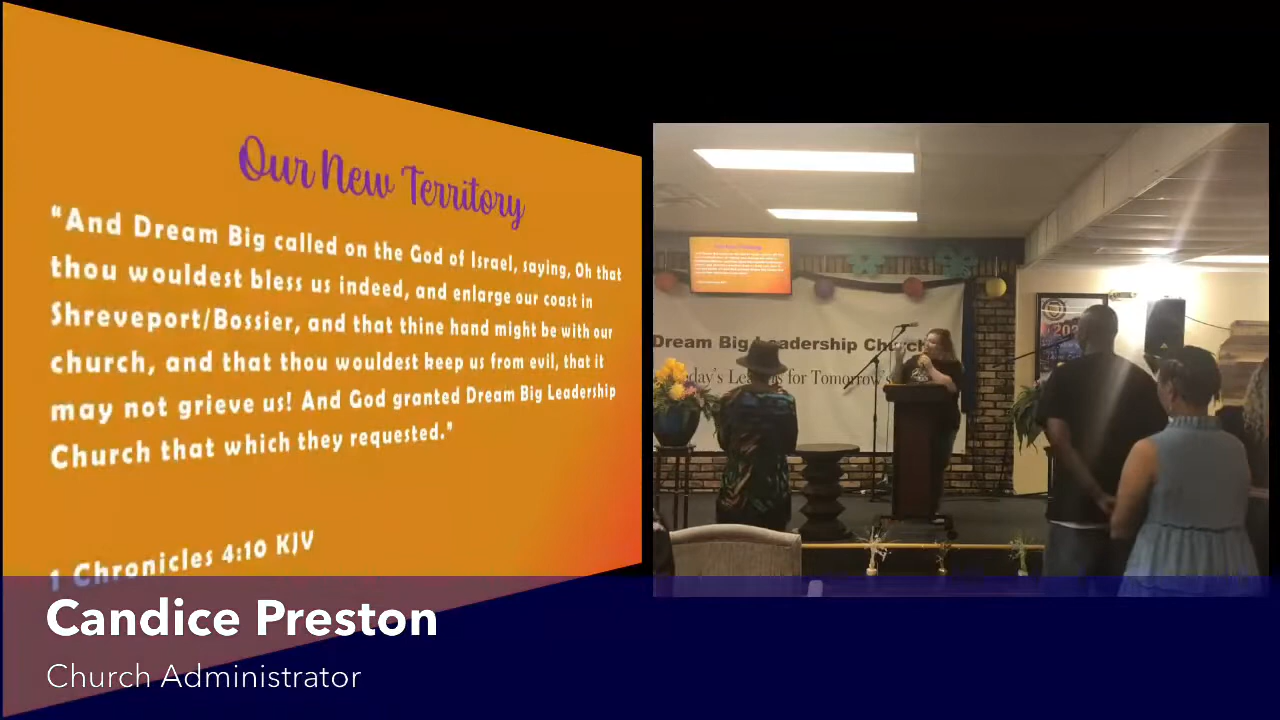 Our New Territory
“And Dream Big called on the God of Israel, saying, Oh that
thou wouldest bless us indeed, and enlarge our coast in
Shreveport/Bossier, and that thine hand might be with our
church, and that thou wouldest keep us from evil, that it
may not grieve us! And God granted Dream Big Leadership
Church that which they requested.”
1 Chronicles 4:10 KJV
Dream Big Leadership Church
for Tomorrow's
Candice Preston
Church Administrator